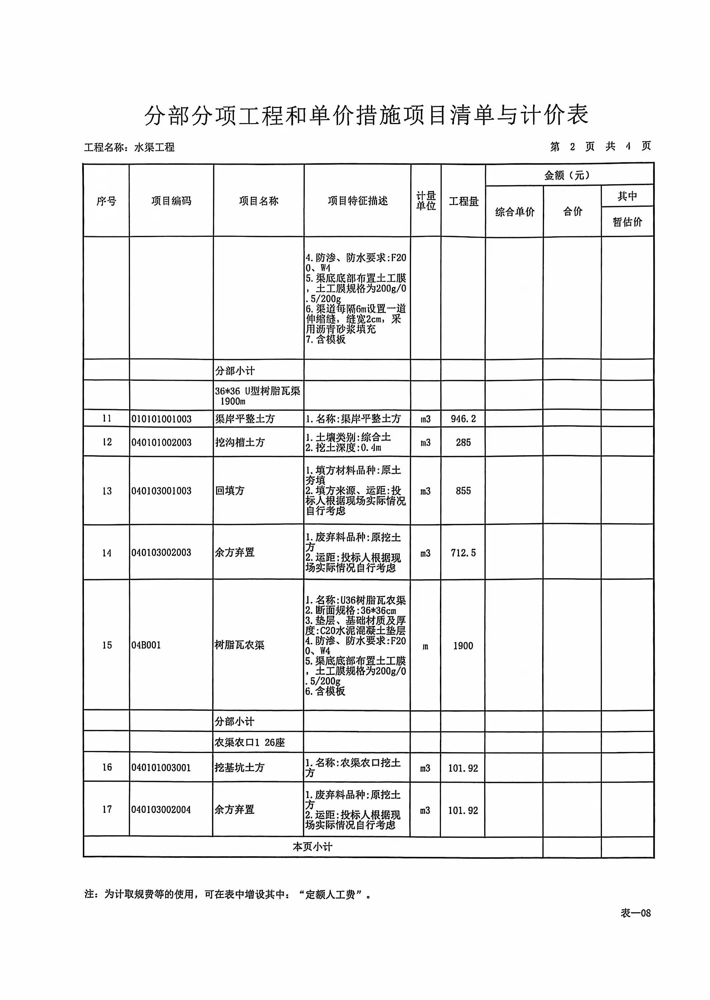 分部分项工程和单价措施项目清单与计价表
工程名称：水渠工程
第 2 页 共 4 页
序号 项目编码 项目名称 项目特征描述 计量单位 工程量 金额（元）
综合单价 合价 其中
暂估价
4.防渗、防水要求:F20
0、W4
5.渠底底部布置土工膜
，土工膜规格为200g/0
.5/200g
6.渠道每隔6m设置一道
伸缩缝，缝宽2cm，采
用沥青砂浆填充
7.含模板
分部小计
36*36 U型树脂瓦渠
1900m
11 010101001003 渠岸平整土方 1.名称:渠岸平整土方 m3 946.2
12 040101002003 挖沟槽土方 1.土壤类别:综合土
2.挖土深度:0.4m
m3 285
13 040103001003 回填方 1.填方材料品种:原土
夯填
2.填方来源、运距:投
标人根据现场实际情况
自行考虑
m3 855
14 040103002003 余方弃置 1.废弃料品种:原挖土
方
2.运距:投标人根据现
场实际情况自行考虑
m3 712.5
15 04B001 树脂瓦农渠 1.名称:U36树脂瓦农渠
2.断面规格:36*36cm
3.垫层、基础材质及厚
度:C20水泥混凝土垫层
4.防渗、防水要求:F20
0、W4
5.渠底底部布置土工膜
，土工膜规格为200g/0
.5/200g
6.含模板
m 1900
分部小计
农渠农口1 26座
16 040101003001 挖基坑土方 1.名称:农渠农口挖土
方
m3 101.92
17 040103002004 余方弃置 1.废弃料品种:原挖土
方
2.运距:投标人根据现
场实际情况自行考虑
m3 101.92
本页小计
注：为计取规费等的使用，可在表中增设其中：“定额人工费”。
表—08